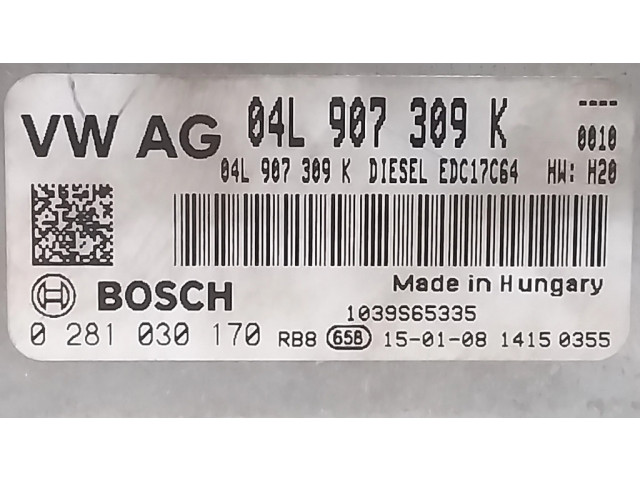 VW AG 04L 907 309 K ----
0010
04L 907 309 K DIESEL EDC17C64 HW: H20
Made in Hungary
BOSCH 1039S65335
0 281 030 170 RB8 658 15-01-08 1415 0355